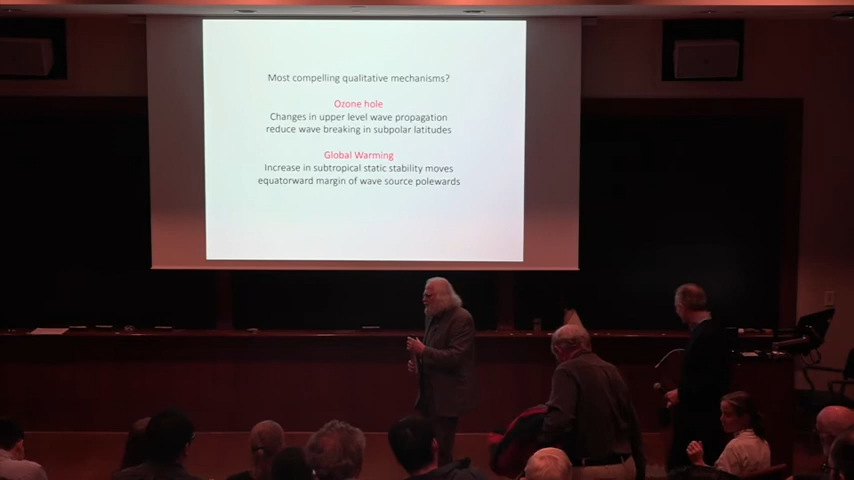 Most compelling qualitative mechanisms?
Ozone hole
Changes in upper level wave propagation
reduce wave breaking in subpolar latitudes
Global Warming
Increase in subtropical static stability moves
equatorward margin of wave source polewards